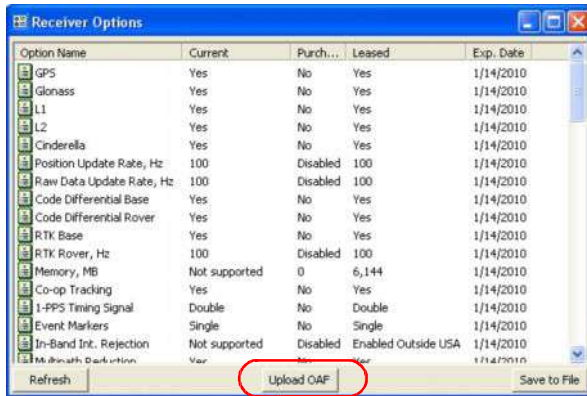 Receiver Options
Option Name Current Purch... Leased Exp. Date
GPS Yes No Yes 1/14/2010
Glonass Yes No Yes 1/14/2010
L1 Yes No Yes 1/14/2010
L2 Yes No Yes 1/14/2010
Cinderella Yes No Yes 1/14/2010
Position Update Rate, Hz 100 Disabled 100 1/14/2010
Raw Data Update Rate, Hz 100 Disabled 100 1/14/2010
Code Differential Base Yes No Yes 1/14/2010
Code Differential Rover Yes No Yes 1/14/2010
RTK Base Yes No Yes 1/14/2010
RTK Rover, Hz 100 Disabled 100 1/14/2010
Memory, MB Not supported 0 6,144 1/14/2010
Co-op Tracking Yes No Yes 1/14/2010
1-PPS Timing Signal Double No Double 1/14/2010
Event Markers Single No Single 1/14/2010
In-Band Int. Rejection Not supported Disabled Enabled Outside USA 1/14/2010
Multipath Reduction Yes No Yes 1/14/2010
Refresh Upload OAF Save to File